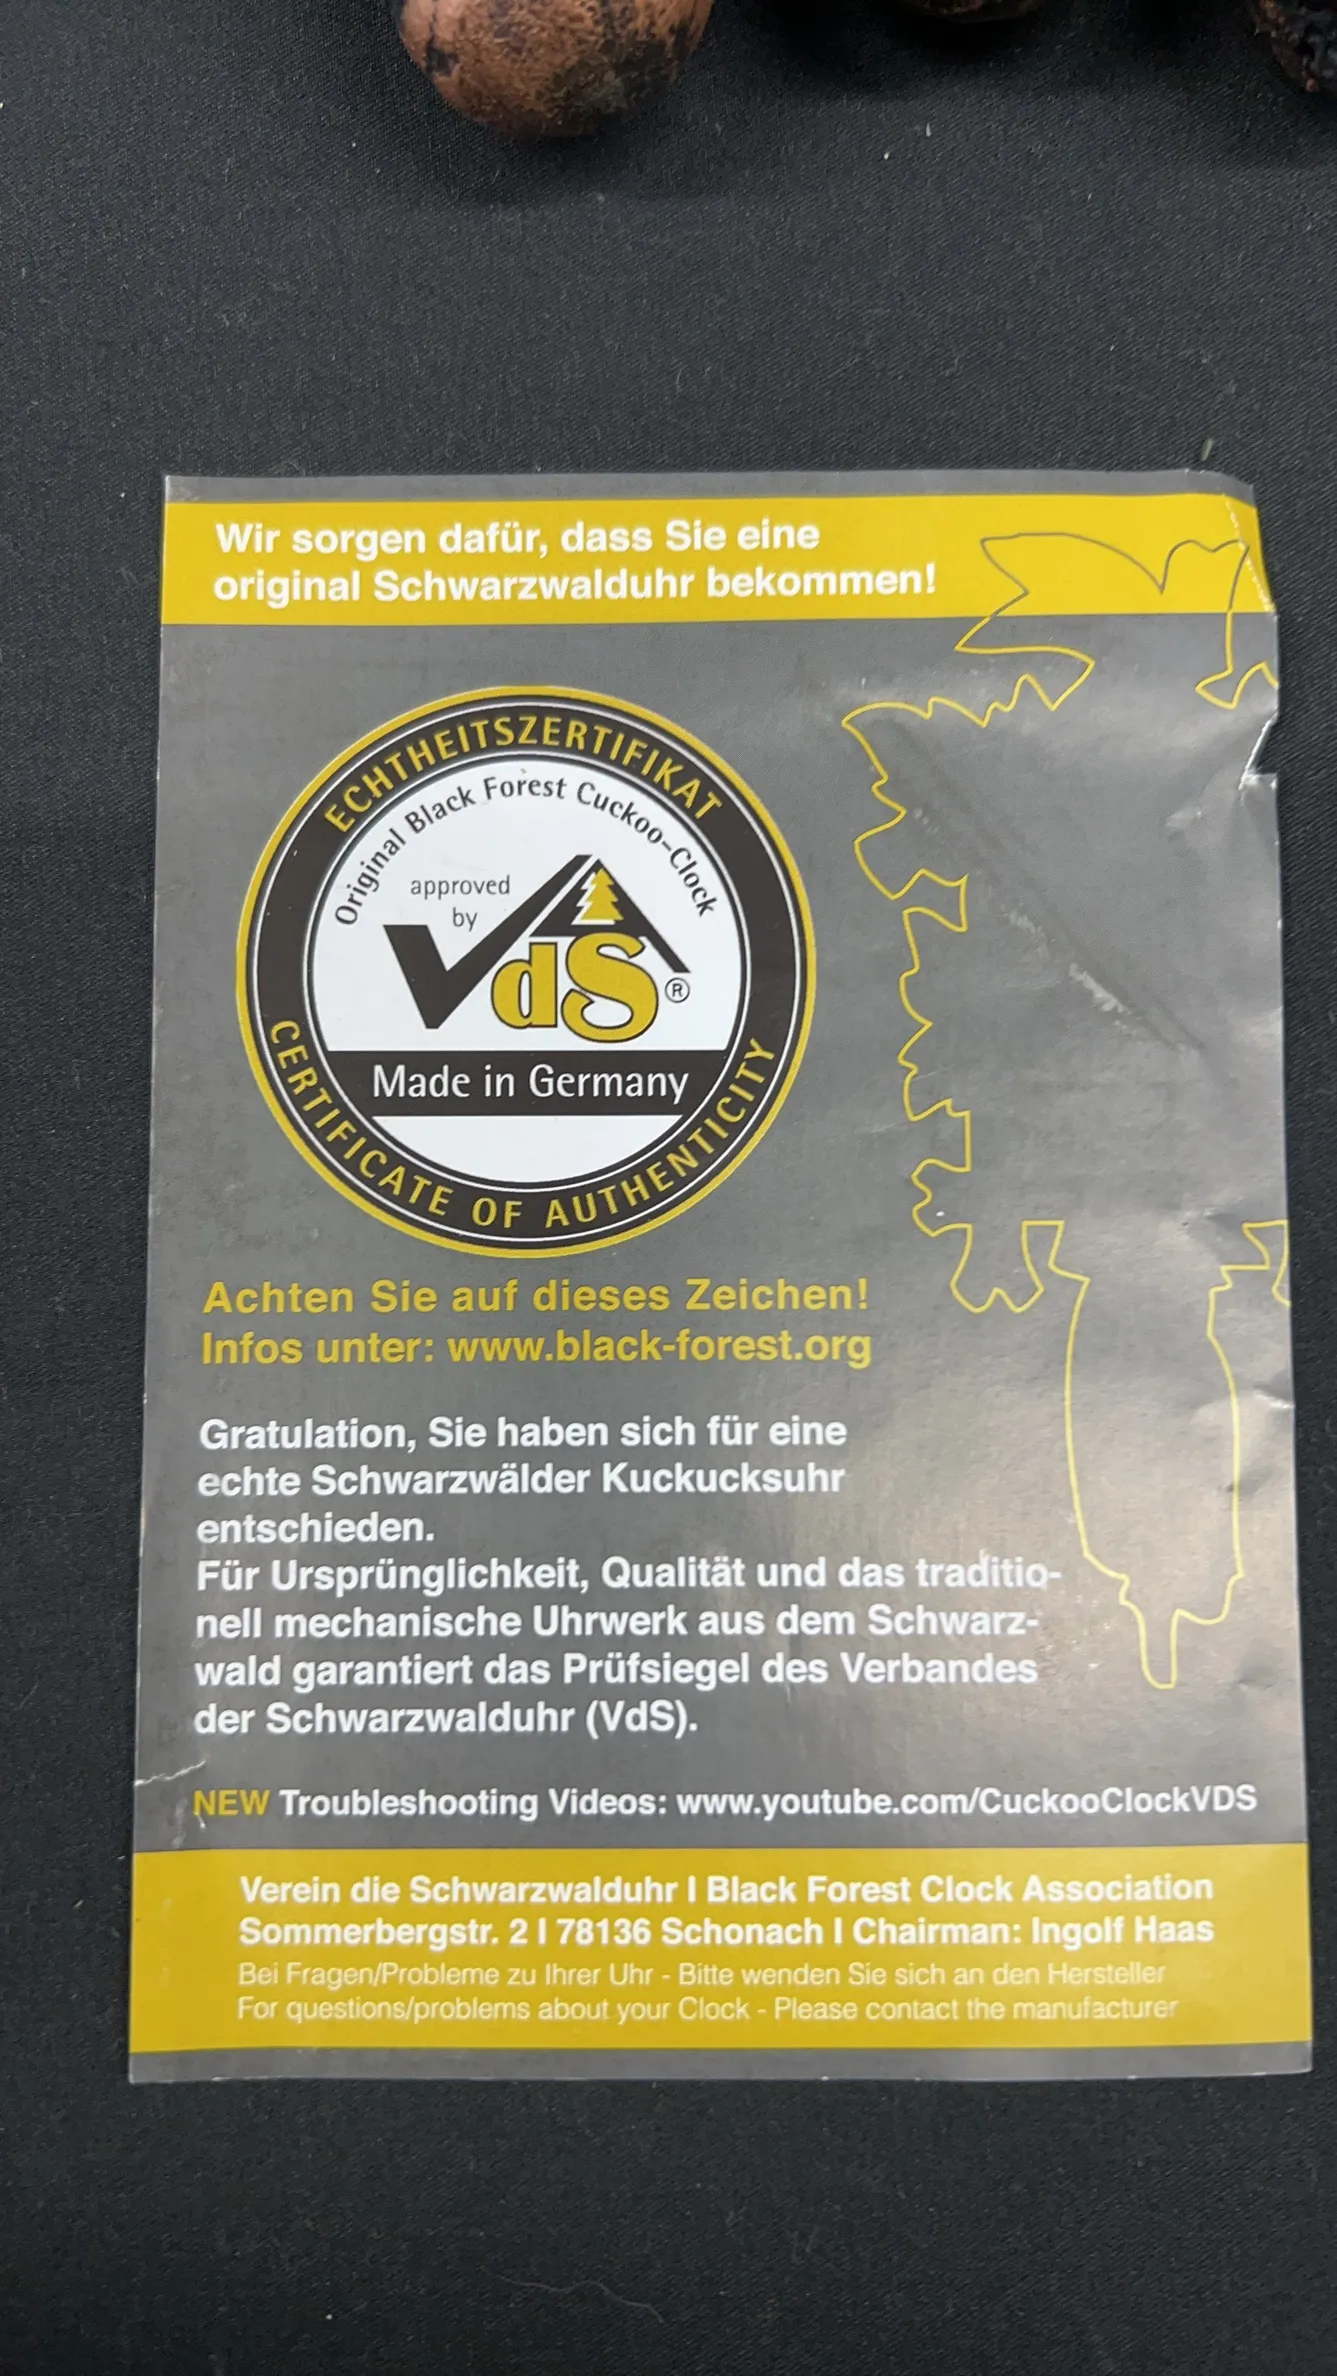 Wir sorgen dafür, dass Sie eine
original Schwarzwalduhr bekommen!
ECHTHEITSZERTIFIKAT
Original Black Forest Cuckoo-Clock
approved
by
VdS®
Made in Germany
CERTIFICATE OF AUTHENTICITY
Achten Sie auf dieses Zeichen!
Infos unter: www.black-forest.org
Gratulation, Sie haben sich für eine
echte Schwarzwälder Kuckucksuhr
entschieden.
Für Ursprünglichkeit, Qualität und das traditio-
nell mechanische Uhrwerk aus dem Schwarz-
wald garantiert das Prüfsiegel des Verbandes
der Schwarzwalduhr (VdS).
NEW Troubleshooting Videos: www.youtube.com/CuckooClockVDS
Verein die Schwarzwalduhr I Black Forest Clock Association
Sommerbergstr. 2 I 78136 Schonach I Chairman: Ingolf Haas
Bei Fragen/Probleme zu Ihrer Uhr - Bitte wenden Sie sich an den Hersteller
For questions/problems about your Clock - Please contact the manufacturer